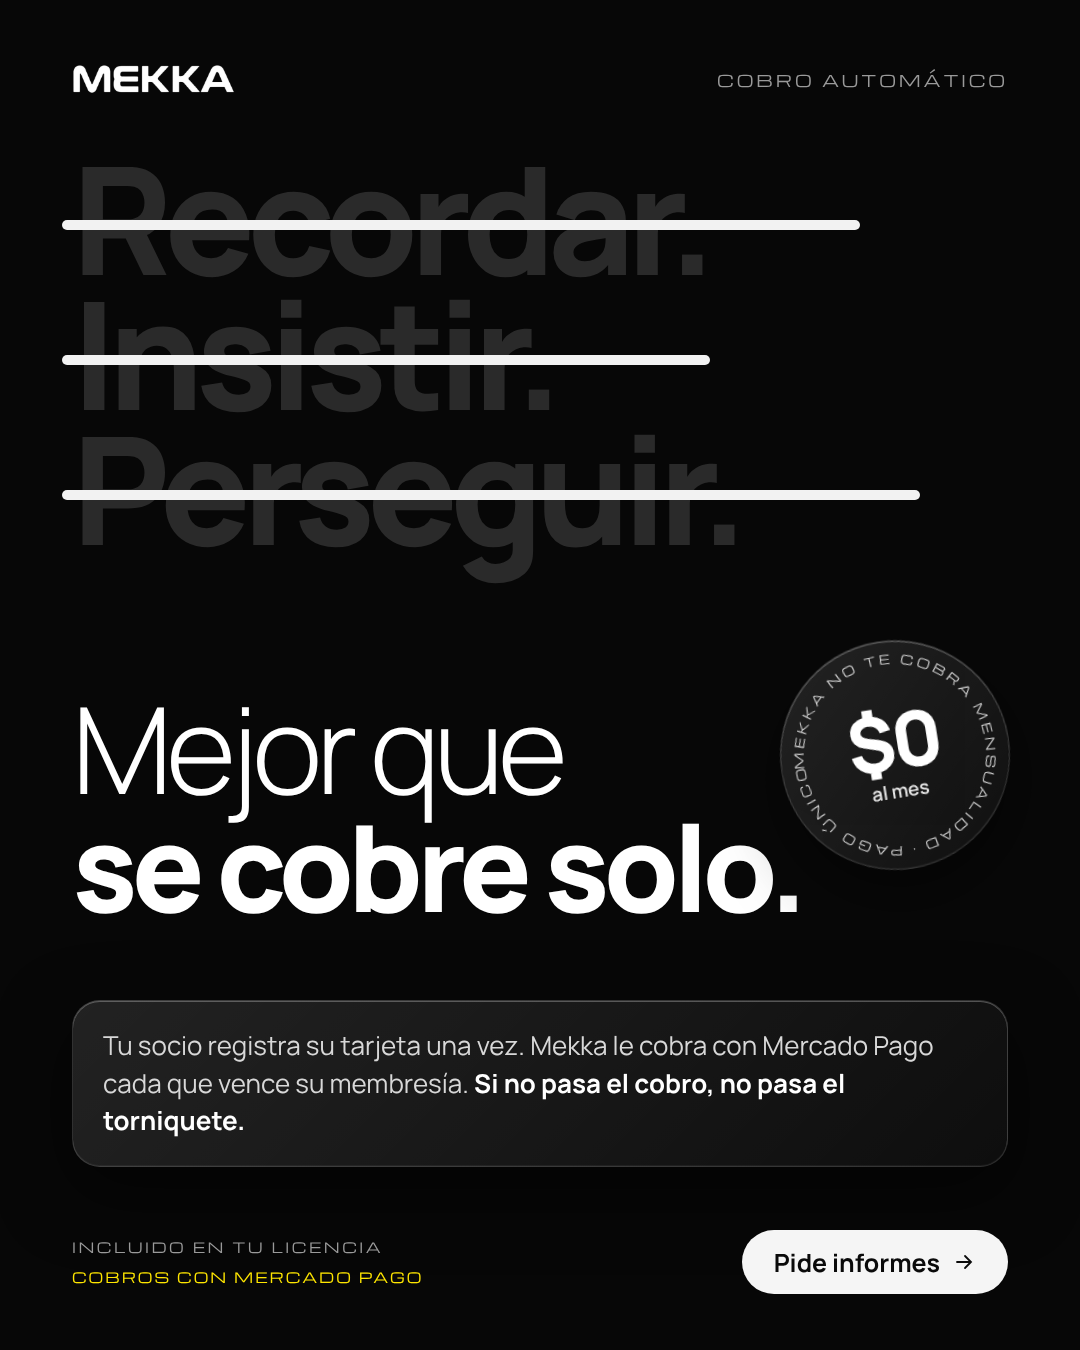 MEKKA
COBRO AUTOMÁTICO
Recordar.
Insistir.
Perseguir.
Mejor que
se cobre solo.
MEKKA NO TE COBRA MENSUALIDAD · PAGO ÚNICO
$0
al mes
Tu socio registra su tarjeta una vez. Mekka le cobra con Mercado Pago
cada que vence su membresía. Si no pasa el cobro, no pasa el
torniquete.
INCLUIDO EN TU LICENCIA
COBROS CON MERCADO PAGO
Pide informes →